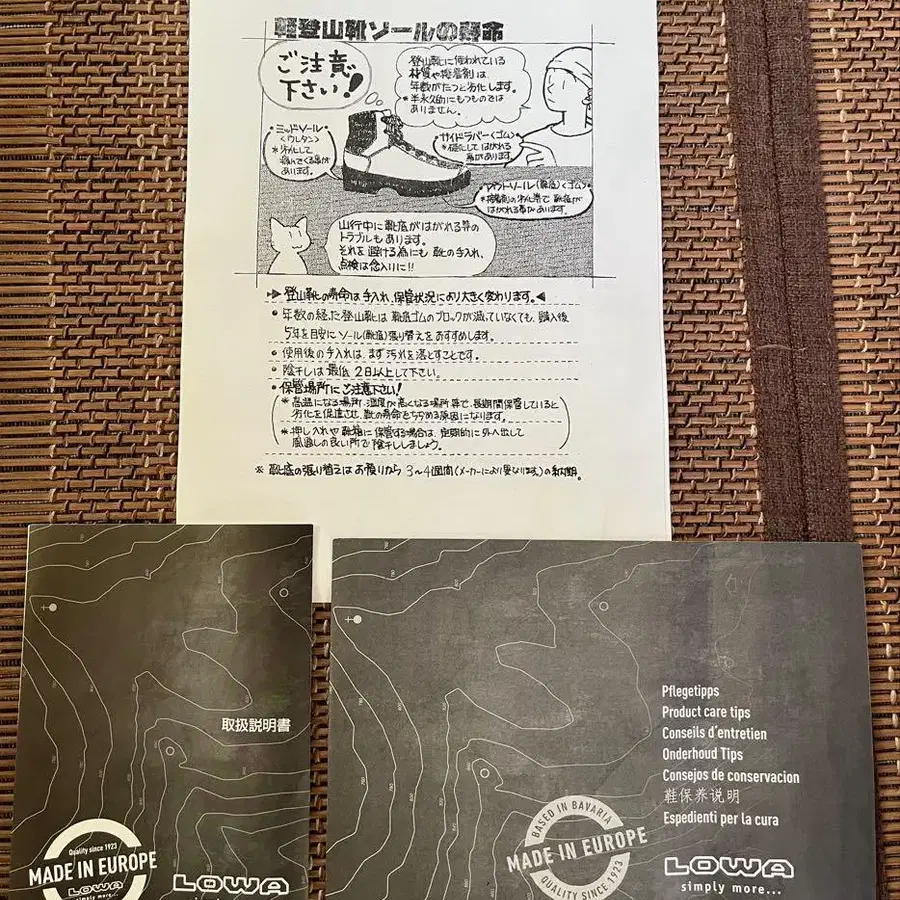 軽登山靴ソールの寿命
ご注意
下さい!
登山靴に使われている
材質や接着剤は
年数がたつと劣化します。
*半永久的にもつものでは
ありません。
ミッドソール
<ウレタン>
*劣化して
あります。
サイドラバー<ゴム>
*硬化して はがれる
事があります。
アウトソール(靴底)<ゴム>
*接着剤の劣化等で 靴底が
はがれる事があります。
山行中に 靴底がはがれる等の
トラブルもあります。
それを 避ける為にも 靴の手入れ、
点検は念入りに!!
登山靴の寿命は手入れ、保管状況により大きく変わります。
• 年数の経った登山靴は 靴底ゴムのブロックが減っていなくても、購入後
5年を目安に ソール(靴底)張り替えを おすすめします。
• 使用後の手入れは、まず 汚れを 落とすことです。
• 陰干しは 最低 2日以上して下さい。
• 保管場所に ご注意下さい!
*高温になる場所、湿度が高くなる場所 等で、長期間保管していると
劣化を促進させ、靴の寿命をちぢめる原因になります。
*押し入れや 靴箱に 保管する場合は、定期的に外へ出して
風通しの良い所で 陰干ししましょう。
※ 靴底の張り替えは お預りから 3〜4週間(メーカーにより異なります。)の納期。
取扱説明書
Quality since 1923
MADE IN EUROPE
LOWA
simply more...
LOWA
Pflegetipps
Product care tips
Conseils d'entretien
Onderhoud Tips
Consejos de conservacion
鞋保养说明
Espedienti per la cura
BASED IN BAVARIA
MADE IN EUROPE
QUALITY SINCE 1923
LOWA
simply more...